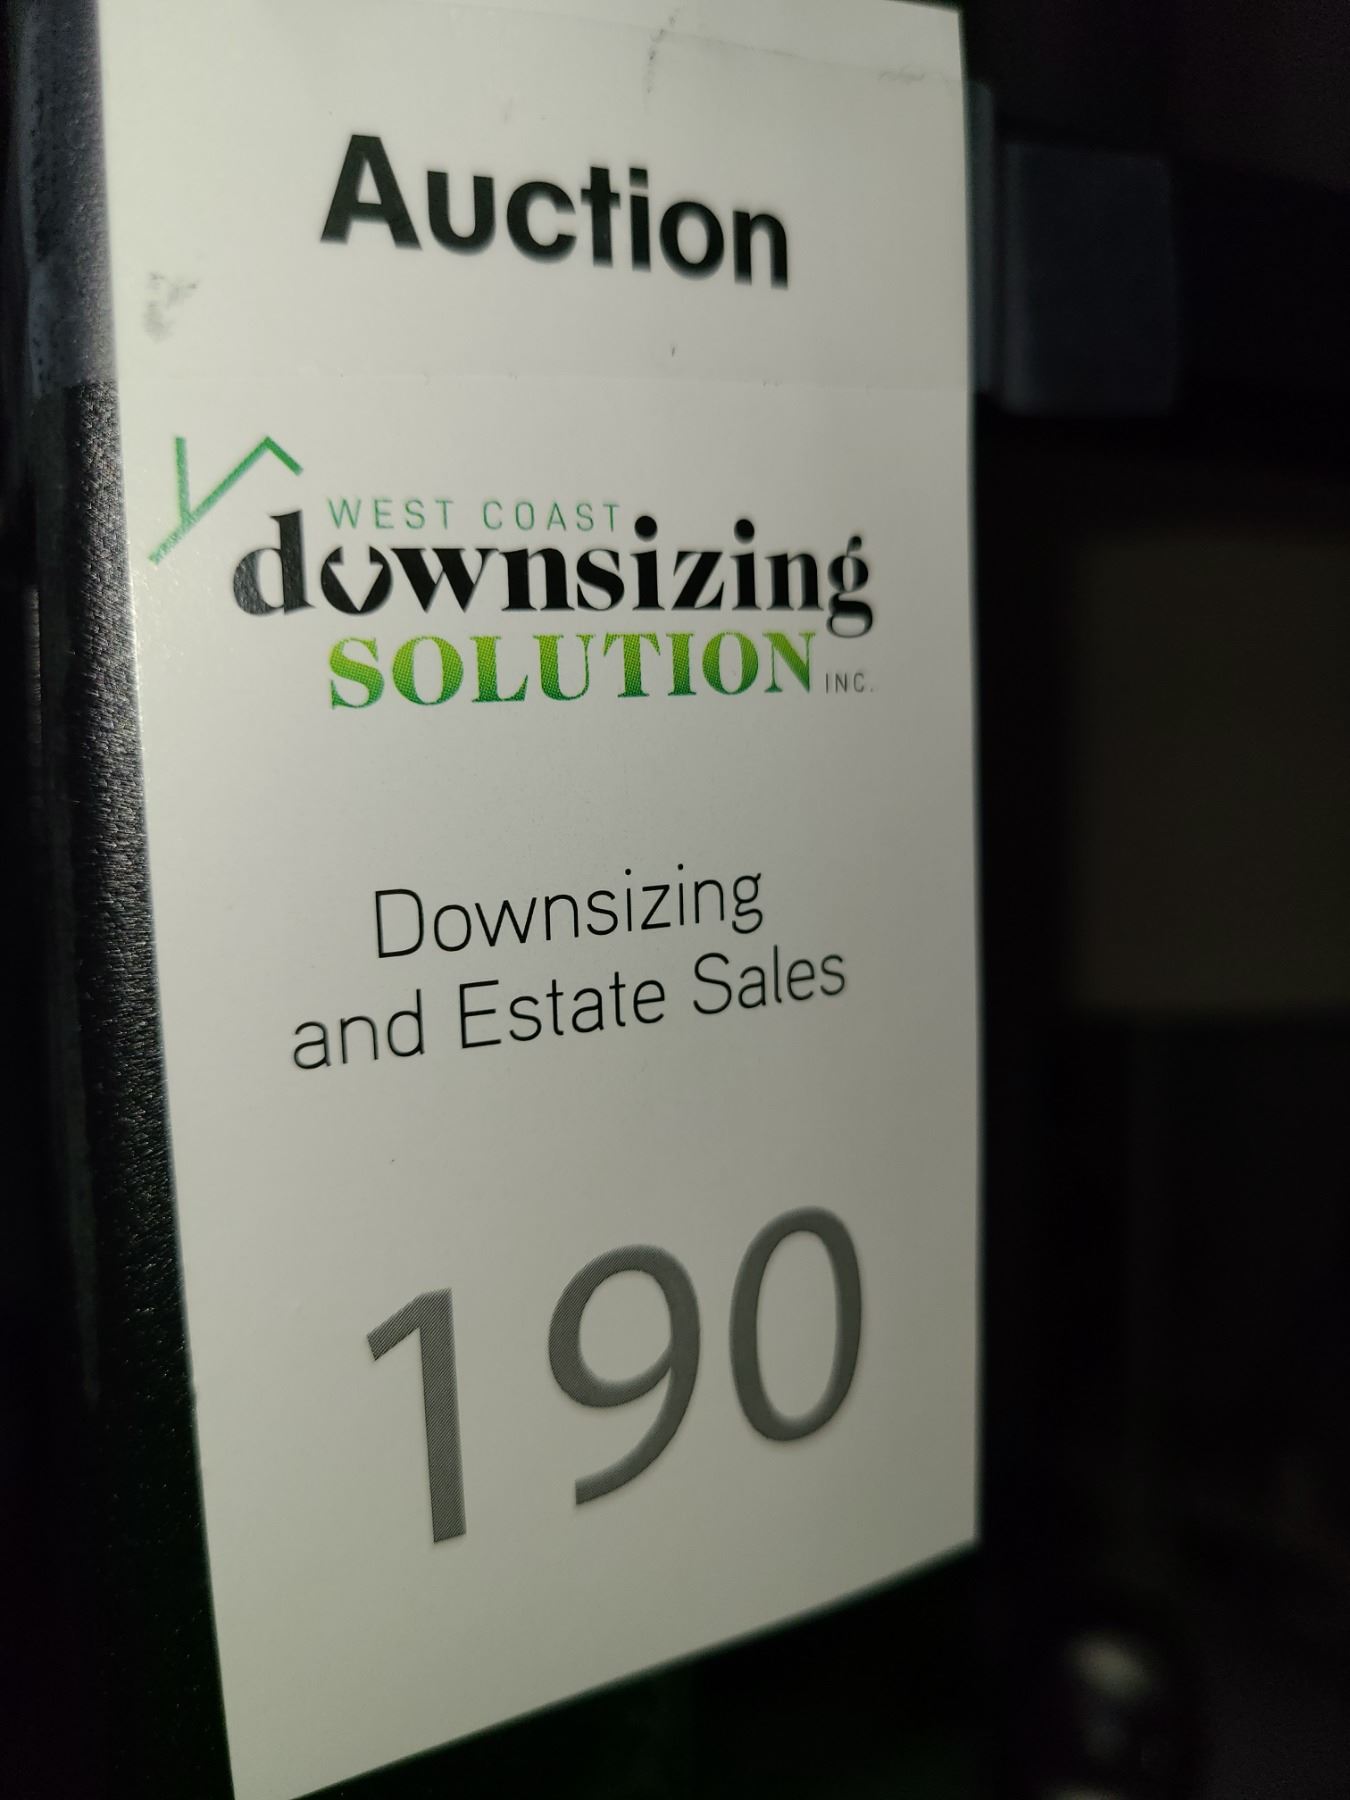 Auction
WEST COAST
downsizing
SOLUTION INC.
Downsizing
and Estate Sales
190